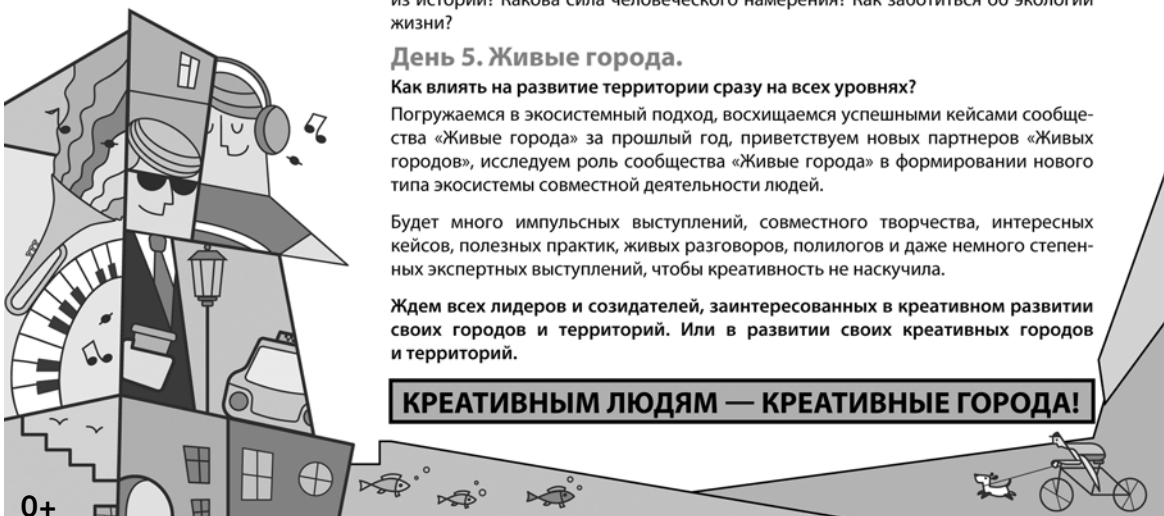 из истории? Какова сила человеческого намерения? Как заботиться об экологии
жизни?
День 5. Живые города.
Как влиять на развитие территории сразу на всех уровнях?
Погружаемся в экосистемный подход, восхищаемся успешными кейсами сообще-
ства «Живые города» за прошлый год, приветствуем новых партнеров «Живых
городов», исследуем роль сообщества «Живые города» в формировании нового
типа экосистемы совместной деятельности людей.
Будет много импульсных выступлений, совместного творчества, интересных
кейсов, полезных практик, живых разговоров, полилогов и даже немного степен-
ных экспертных выступлений, чтобы креативность не наскучила.
Ждем всех лидеров и созидателей, заинтересованных в креативном развитии
своих городов и территорий. Или в развитии своих креативных городов
и территорий.
КРЕАТИВНЫМ ЛЮДЯМ — КРЕАТИВНЫЕ ГОРОДА!
0+